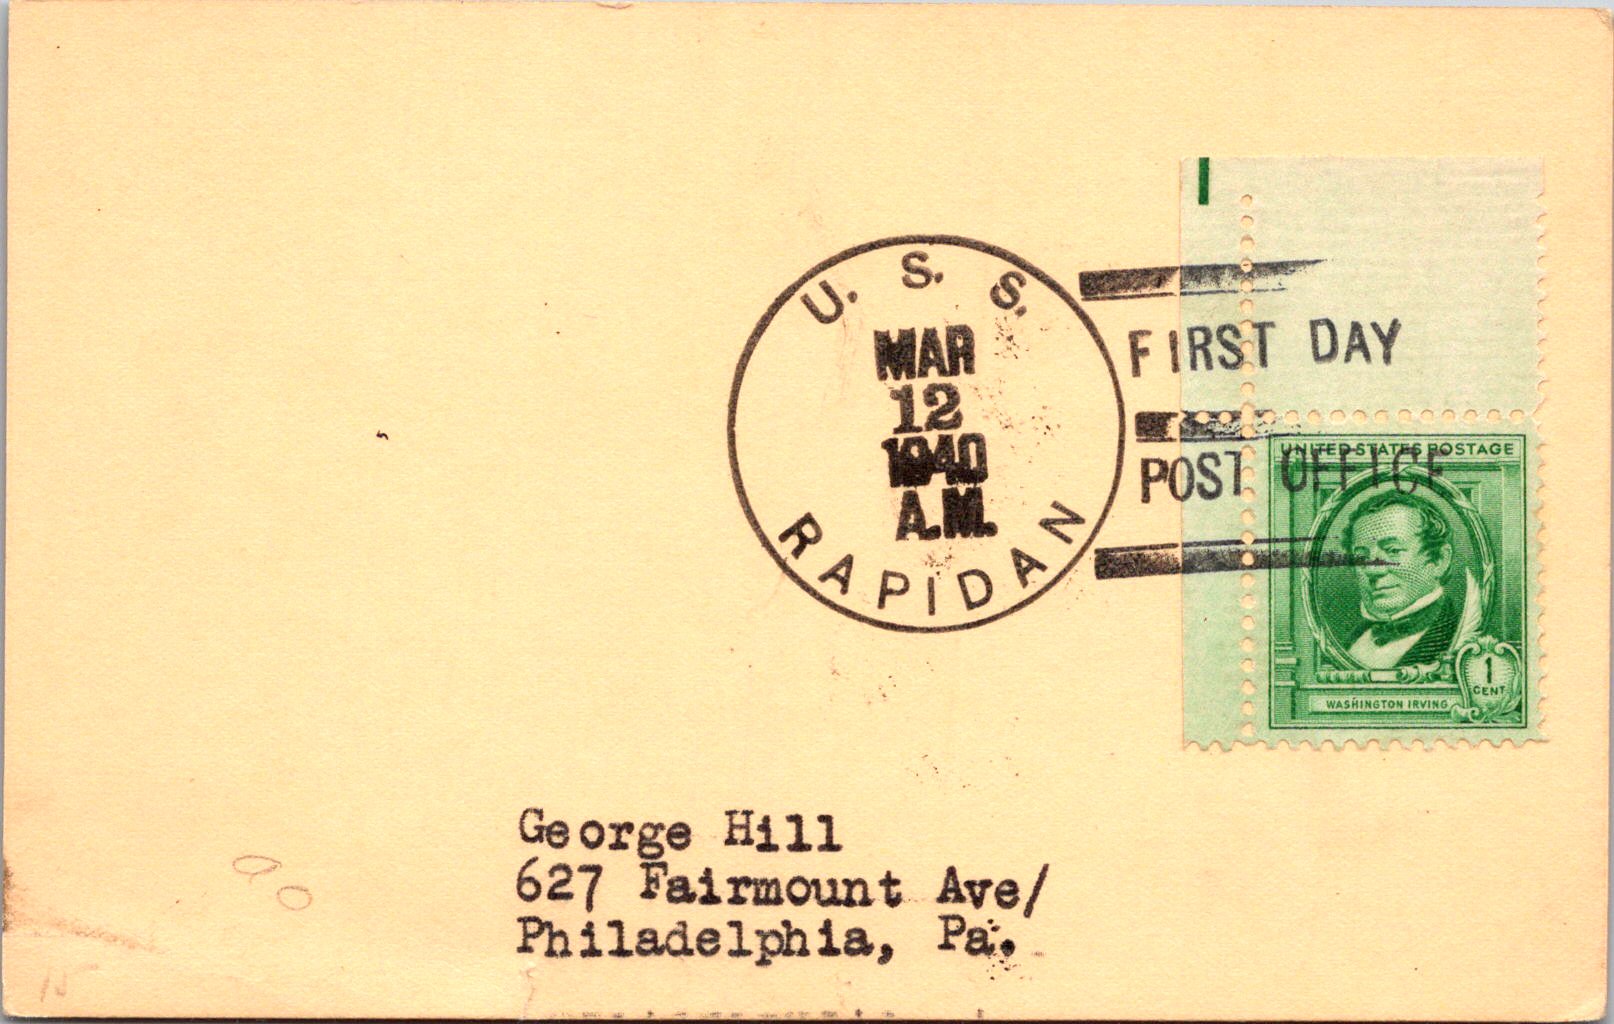 U. S. S.
MAR
12
1940
A.M.
RAPIDAN
FIRST DAY
POST OFFICE
UNITED STATES POSTAGE
1
CENT
WASHINGTON IRVING
George Hill
627 Fairmount Ave/
Philadelphia, Pa.
15